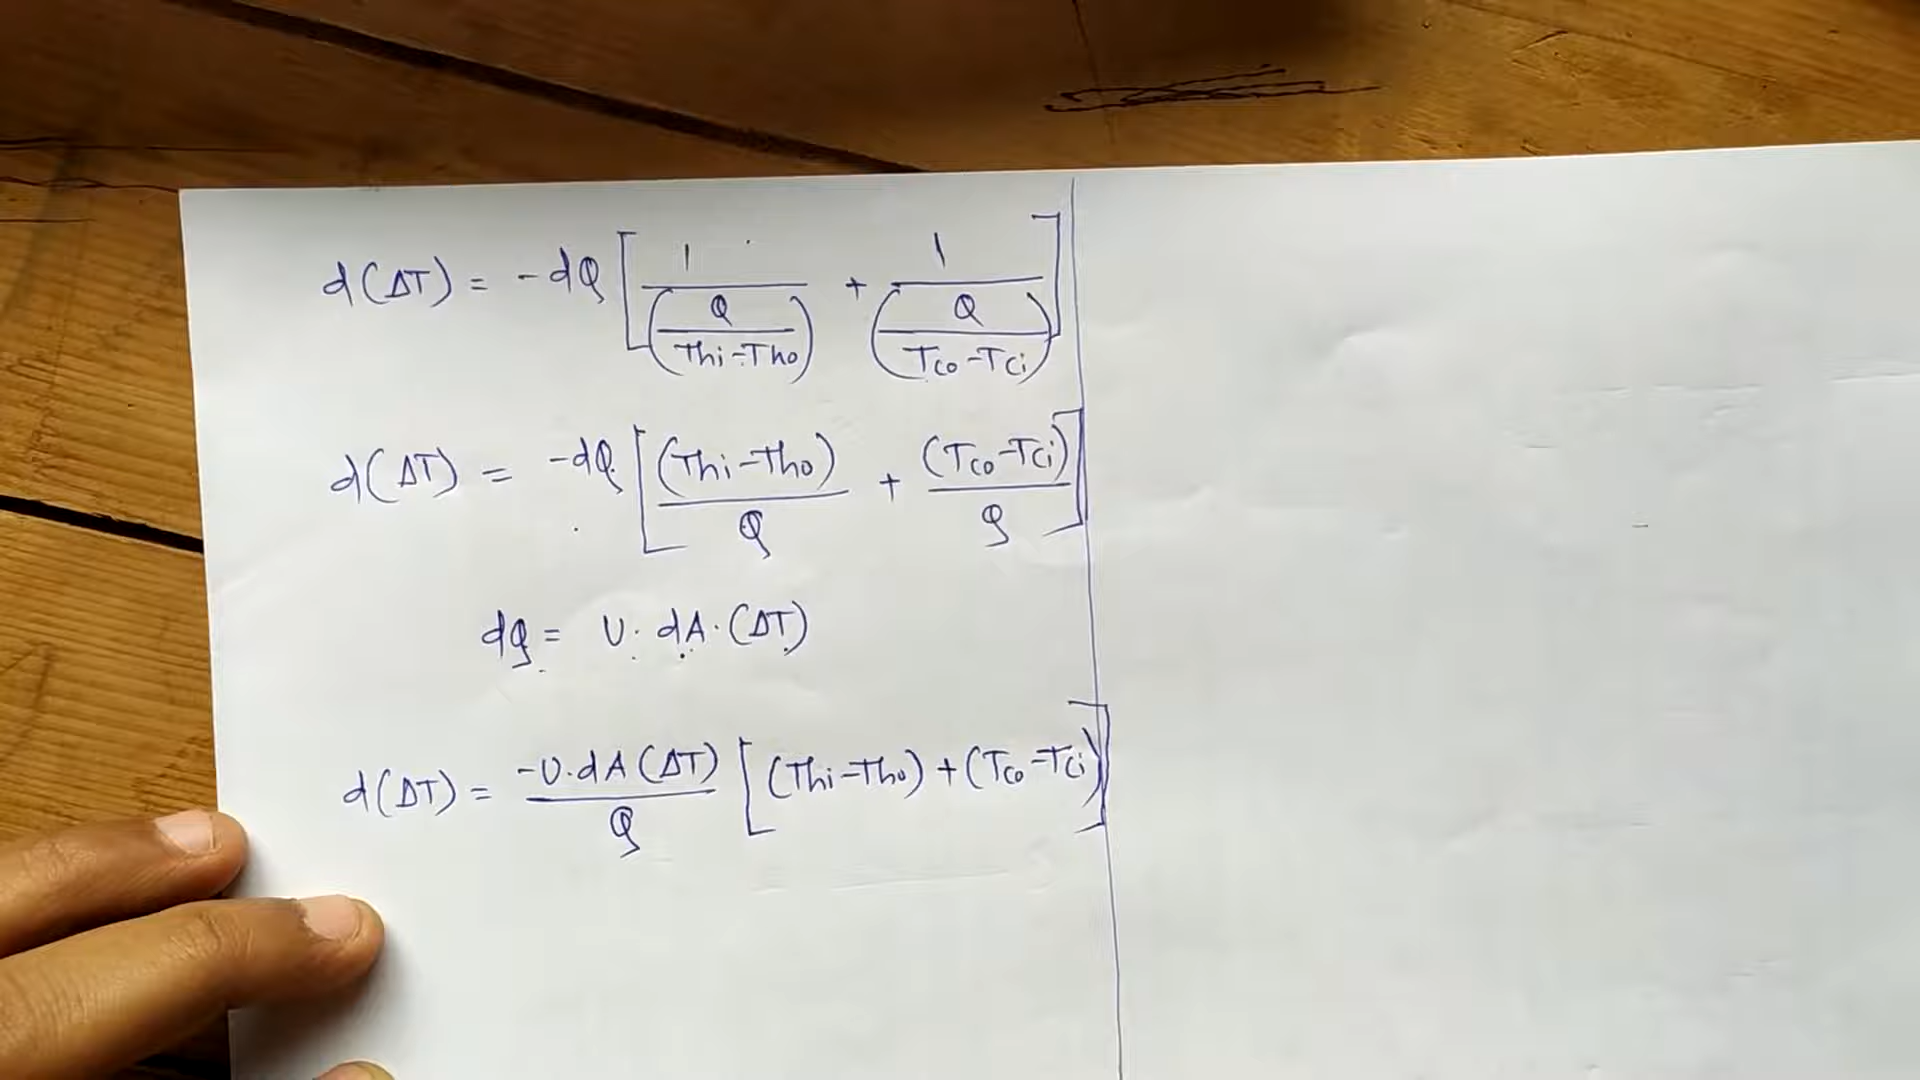 d(ΔT) = -dQ [ 1/(Q/(Thi-Tho)) + 1/(Q/(Tco-Tci)) ]
d(ΔT) = -dQ [ (Thi-Tho)/Q + (Tco-Tci)/Q ]
dQ = U. dA. (ΔT)
d(ΔT) = -U.dA(ΔT)/Q [ (Thi-Tho) + (Tco-Tci) ]